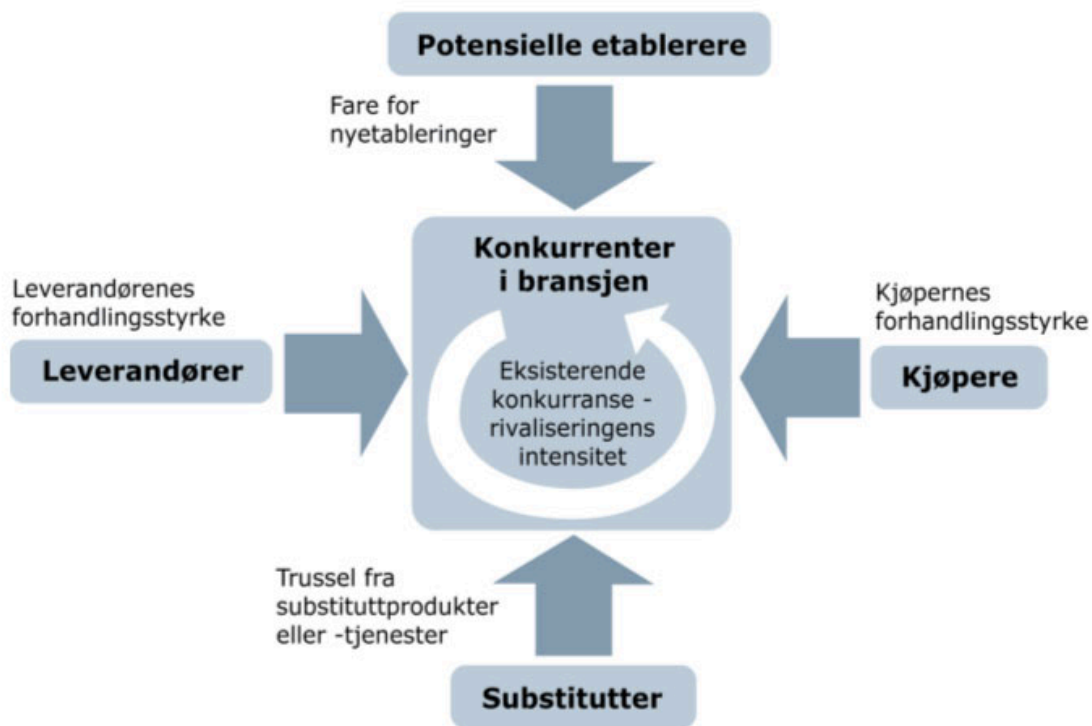 Potensielle etablerere
Fare for
nyetableringer
Konkurrenter
i bransjen
Leverandørenes
forhandlingsstyrke
Leverandører
Eksisterende
konkurranse -
rivaliseringens
intensitet
Kjøpernes
forhandlingsstyrke
Kjøpere
Trussel fra
substituttprodukter
eller -tjenester
Substitutter